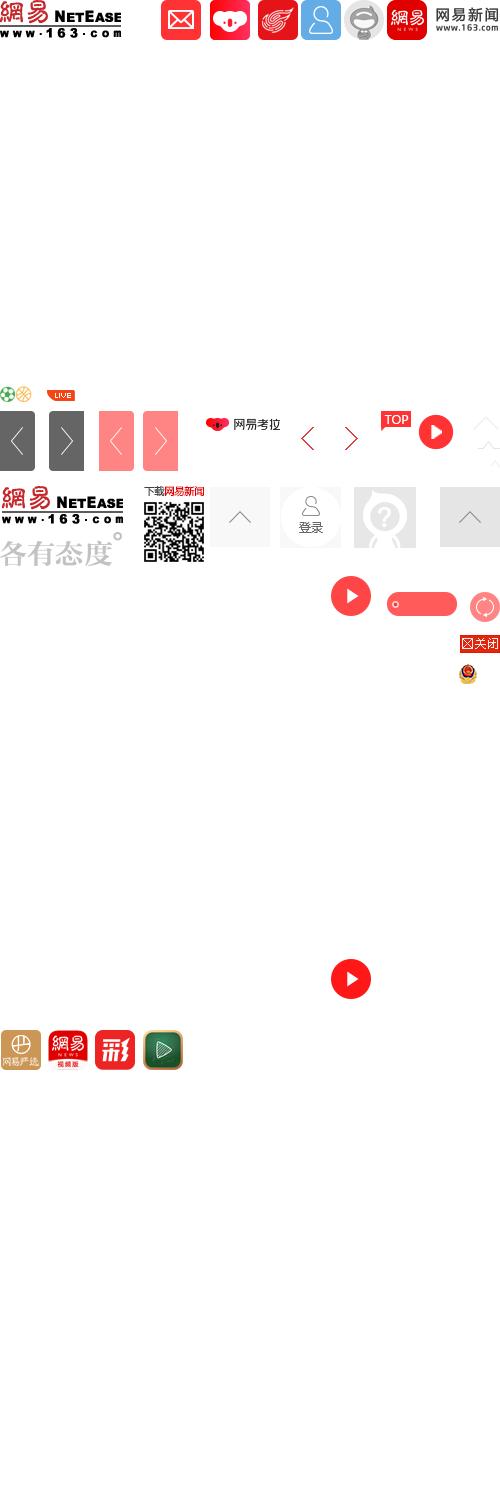 網易 NETEASE
www.163.com
網易
NEWS
网易新闻
www.163.com
LIVE
网易考拉
TOP
網易 NETEASE
www.163.com
各有态度
下载网易新闻
登录
?
关闭
网易严选
網易
NEWS
视频版
彩